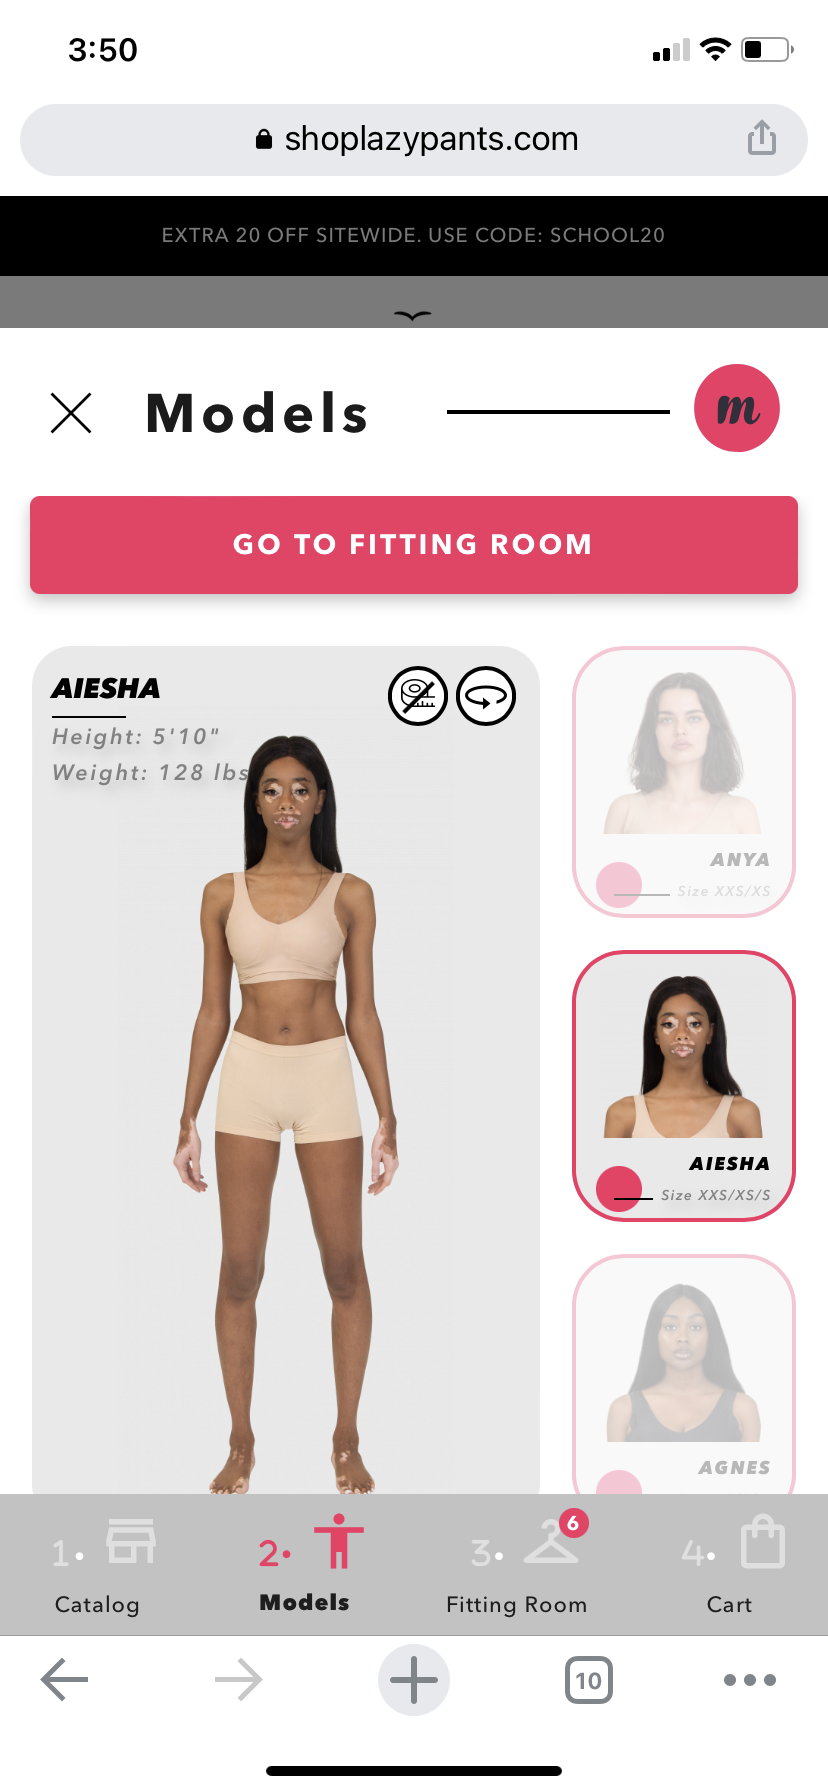 3:50
shoplazypants.com
EXTRA 20 OFF SITEWIDE. USE CODE: SCHOOL20
Models
m
GO TO FITTING ROOM
AIESHA
Height: 5'10"
Weight: 128 lbs
ANYA
Size XXS/XS
AIESHA
Size XXS/XS/S
AGNES
1.
2.
3.
6
4.
Catalog
Models
Fitting Room
Cart
10